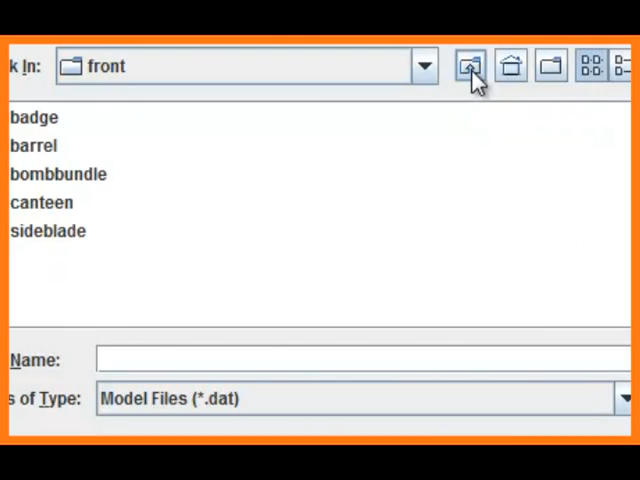 k In: front
badge
barrel
bombbundle
canteen
sideblade
Name:
s of Type: Model Files (*.dat)